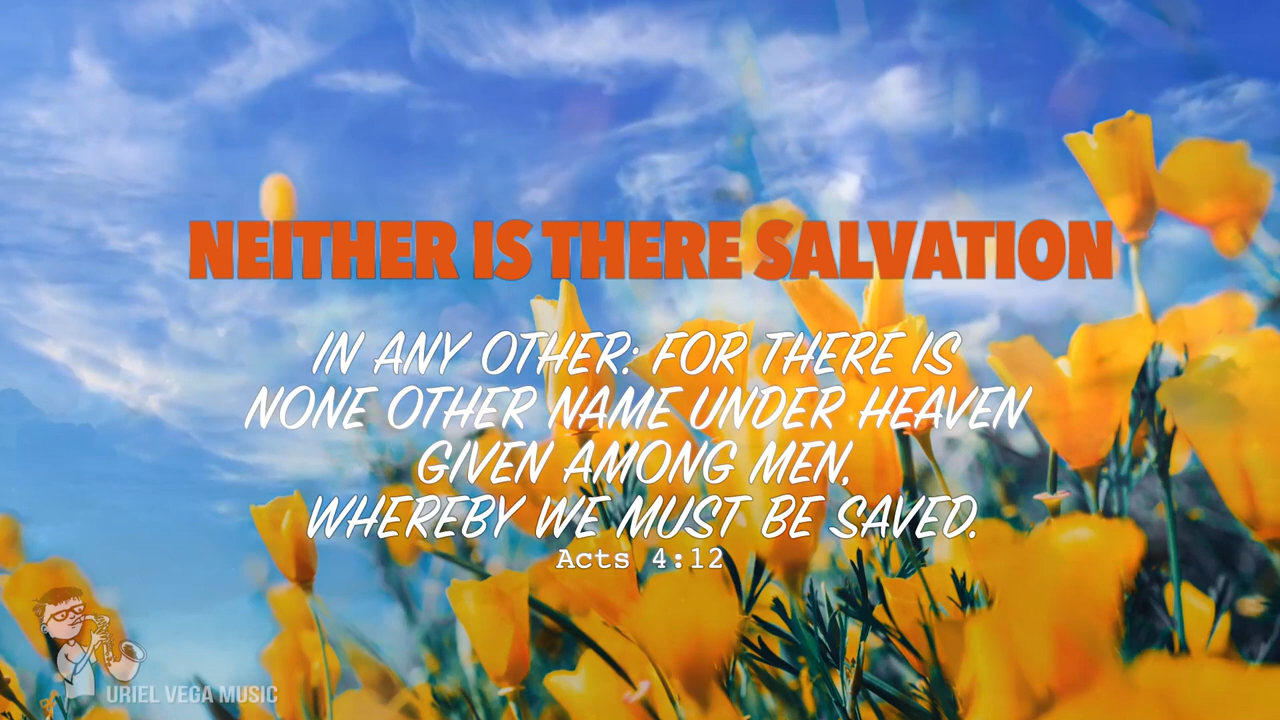 NEITHER IS THERE SALVATION
IN ANY OTHER: FOR THERE IS
NONE OTHER NAME UNDER HEAVEN
GIVEN AMONG MEN,
WHEREBY WE MUST BE SAVED.
Acts 4:12
URIEL VEGA MUSIC